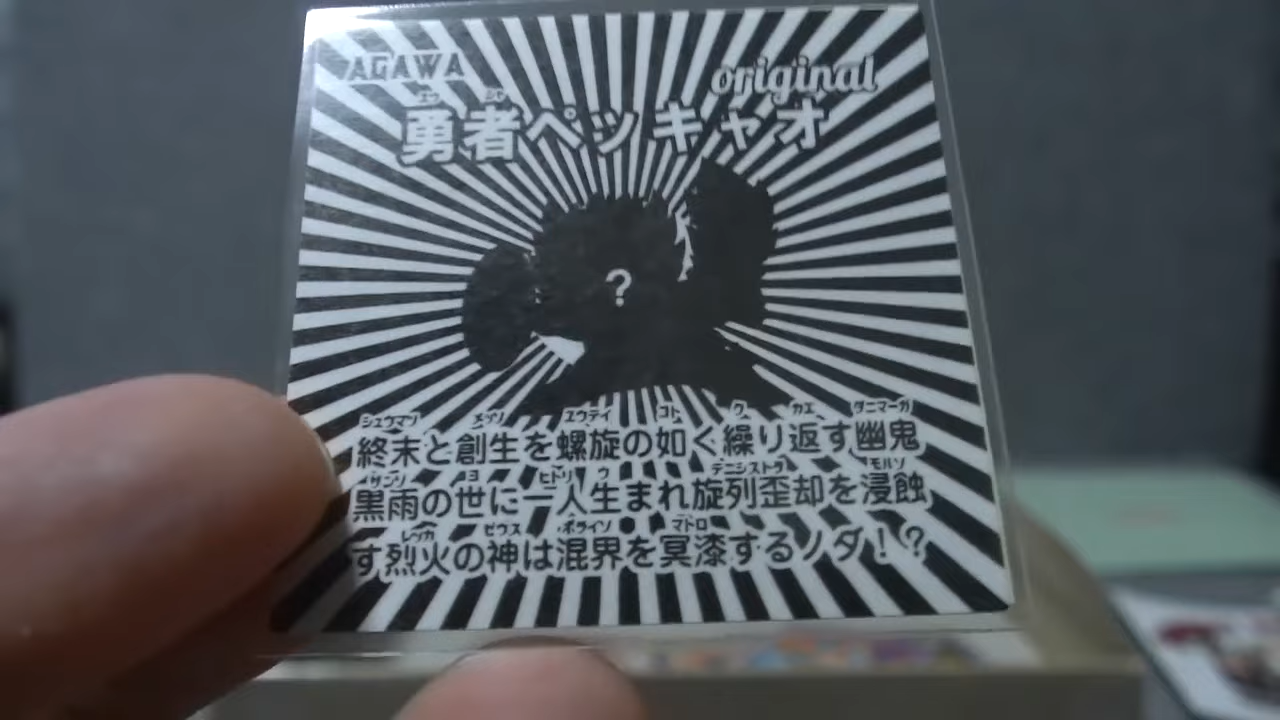 AGAWA
original
勇者ペッキャオ
?
終末と創生を螺旋の如く繰り返す幽鬼
黒雨の世に一人生まれ旋列歪却を浸蝕
す烈火の神は混界を冥漆するノダ!?